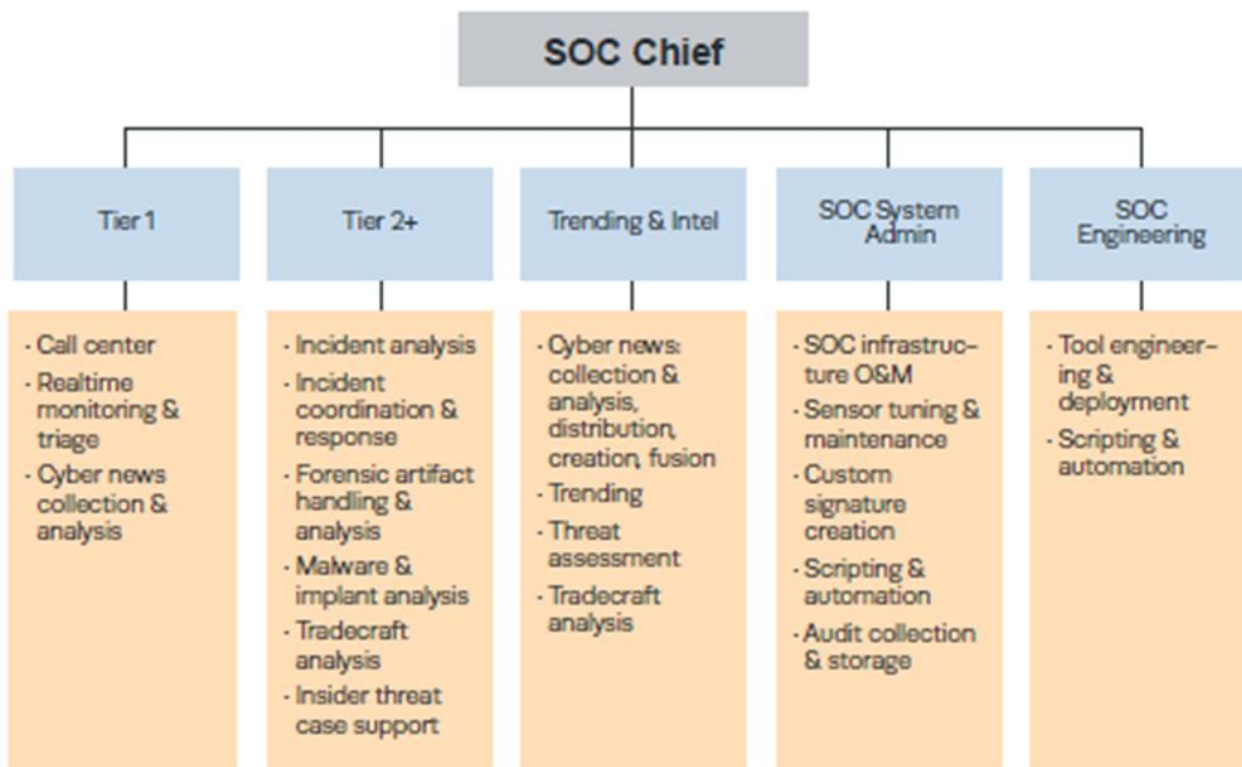 SOC Chief
Tier 1
Tier 2+
Trending & Intel
SOC System
Admin
SOC
Engineering
· Call center
· Realtime
monitoring &
triage
· Cyber news
collection &
analysis
· Incident analysis
· Incident
coordination &
response
· Forensic artifact
handling &
analysis
· Malware &
implant analysis
· Tradecraft
analysis
· Insider threat
case support
· Cyber news:
collection &
analysis,
distribution,
creation, fusion
· Trending
· Threat
assessment
· Tradecraft
analysis
· SOC infrastruc–
ture O&M
· Sensor tuning &
maintenance
· Custom
signature
creation
· Scripting &
automation
· Audit collection
& storage
· Tool engineer–
ing &
deployment
· Scripting &
automation